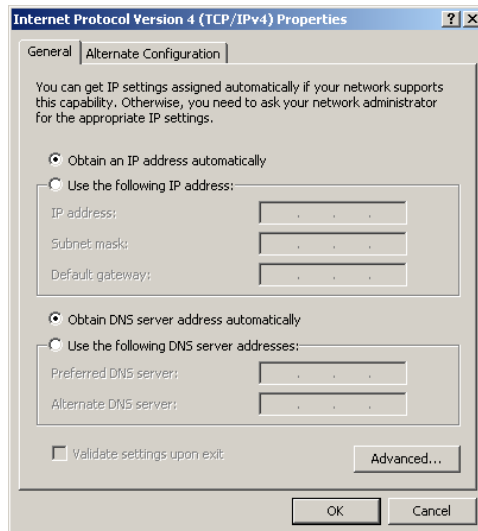 Internet Protocol Version 4 (TCP/IPv4) Properties
General
Alternate Configuration
You can get IP settings assigned automatically if your network supports
this capability. Otherwise, you need to ask your network administrator
for the appropriate IP settings.
Obtain an IP address automatically
Use the following IP address:
IP address:
Subnet mask:
Default gateway:
Obtain DNS server address automatically
Use the following DNS server addresses:
Preferred DNS server:
Alternate DNS server:
Validate settings upon exit
Advanced...
OK
Cancel